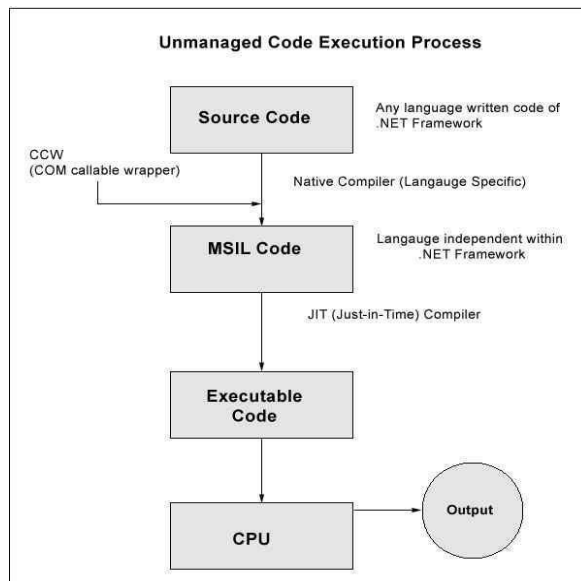 Unmanaged Code Execution Process
Source Code
Any language written code of
.NET Framework
CCW
(COM callable wrapper)
Native Compiler (Langauge Specific)
MSIL Code
Langauge independent within
.NET Framework
JIT (Just-in-Time) Compiler
Executable
Code
CPU
Output